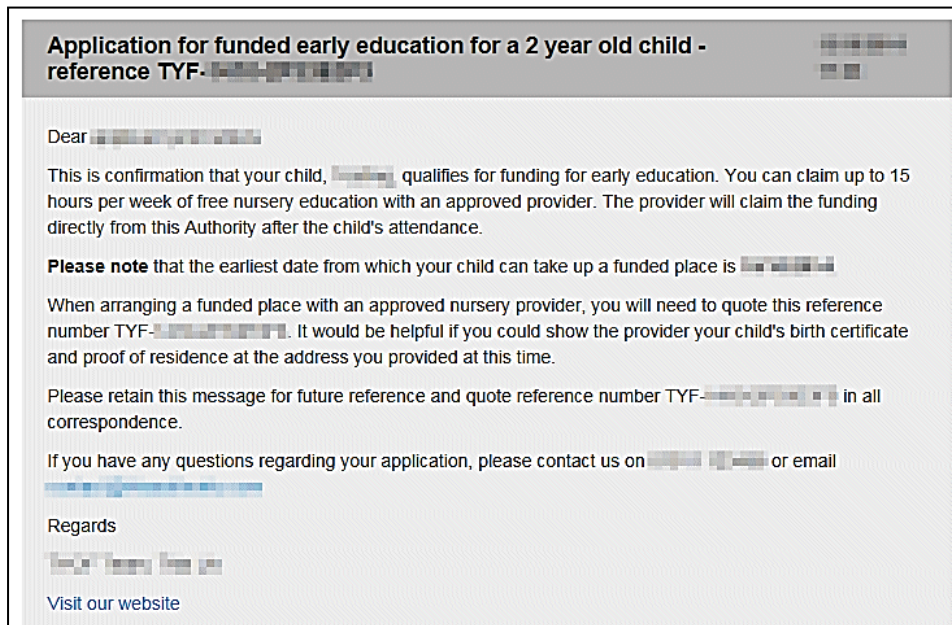 Application for funded early education for a 2 year old child -
reference TYF-
Dear
This is confirmation that your child, qualifies for funding for early education. You can claim up to 15
hours per week of free nursery education with an approved provider. The provider will claim the funding
directly from this Authority after the child's attendance.
Please note that the earliest date from which your child can take up a funded place is
When arranging a funded place with an approved nursery provider, you will need to quote this reference
number TYF- . It would be helpful if you could show the provider your child's birth certificate
and proof of residence at the address you provided at this time.
Please retain this message for future reference and quote reference number TYF- in all
correspondence.
If you have any questions regarding your application, please contact us on or email
Regards
Visit our website